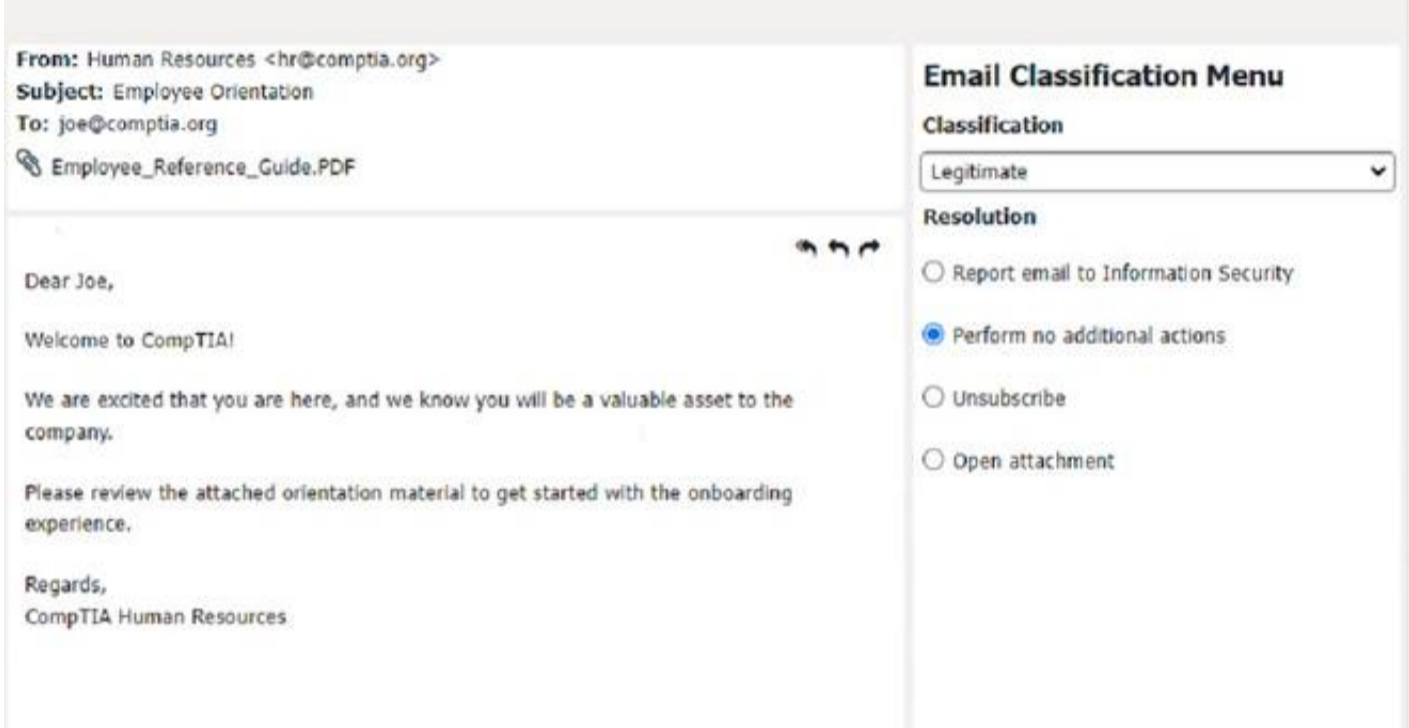 From: Human Resources <hr@comptia.org>
Subject: Employee Orientation
To: joe@comptia.org
Employee_Reference_Guide.PDF
Dear Joe,
Welcome to CompTIA!
We are excited that you are here, and we know you will be a valuable asset to the
company.
Please review the attached orientation material to get started with the onboarding
experience.
Regards,
CompTIA Human Resources
Email Classification Menu
Classification
Legitimate
Resolution
Report email to Information Security
Perform no additional actions
Unsubscribe
Open attachment